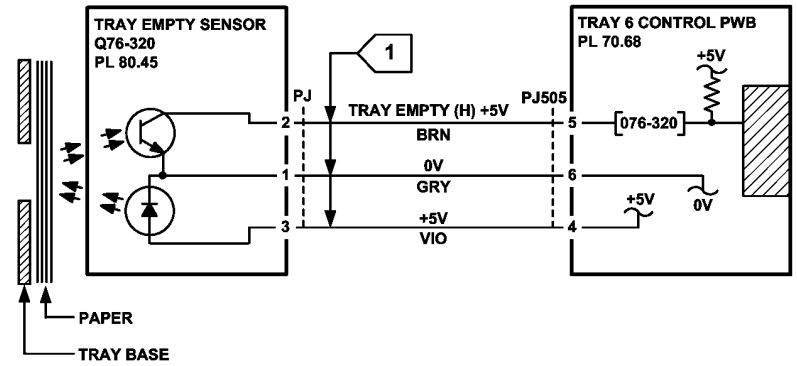 TRAY EMPTY SENSOR
Q76-320
PL 80.45
TRAY 6 CONTROL PWB
PL 70.68
1
+5V
PJ
PJ505
2
TRAY EMPTY (H) +5V
5
[076-320]
BRN
1
0V
6
GRY
+5V
0V
3
+5V
4
VIO
PAPER
TRAY BASE